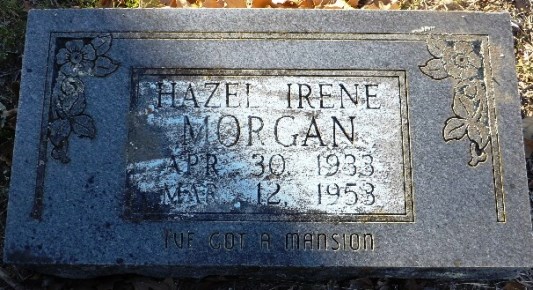 HAZEL IRENE
MORGAN
APR. 30, 1933
MAR. 12, 1953
I'VE GOT A MANSION